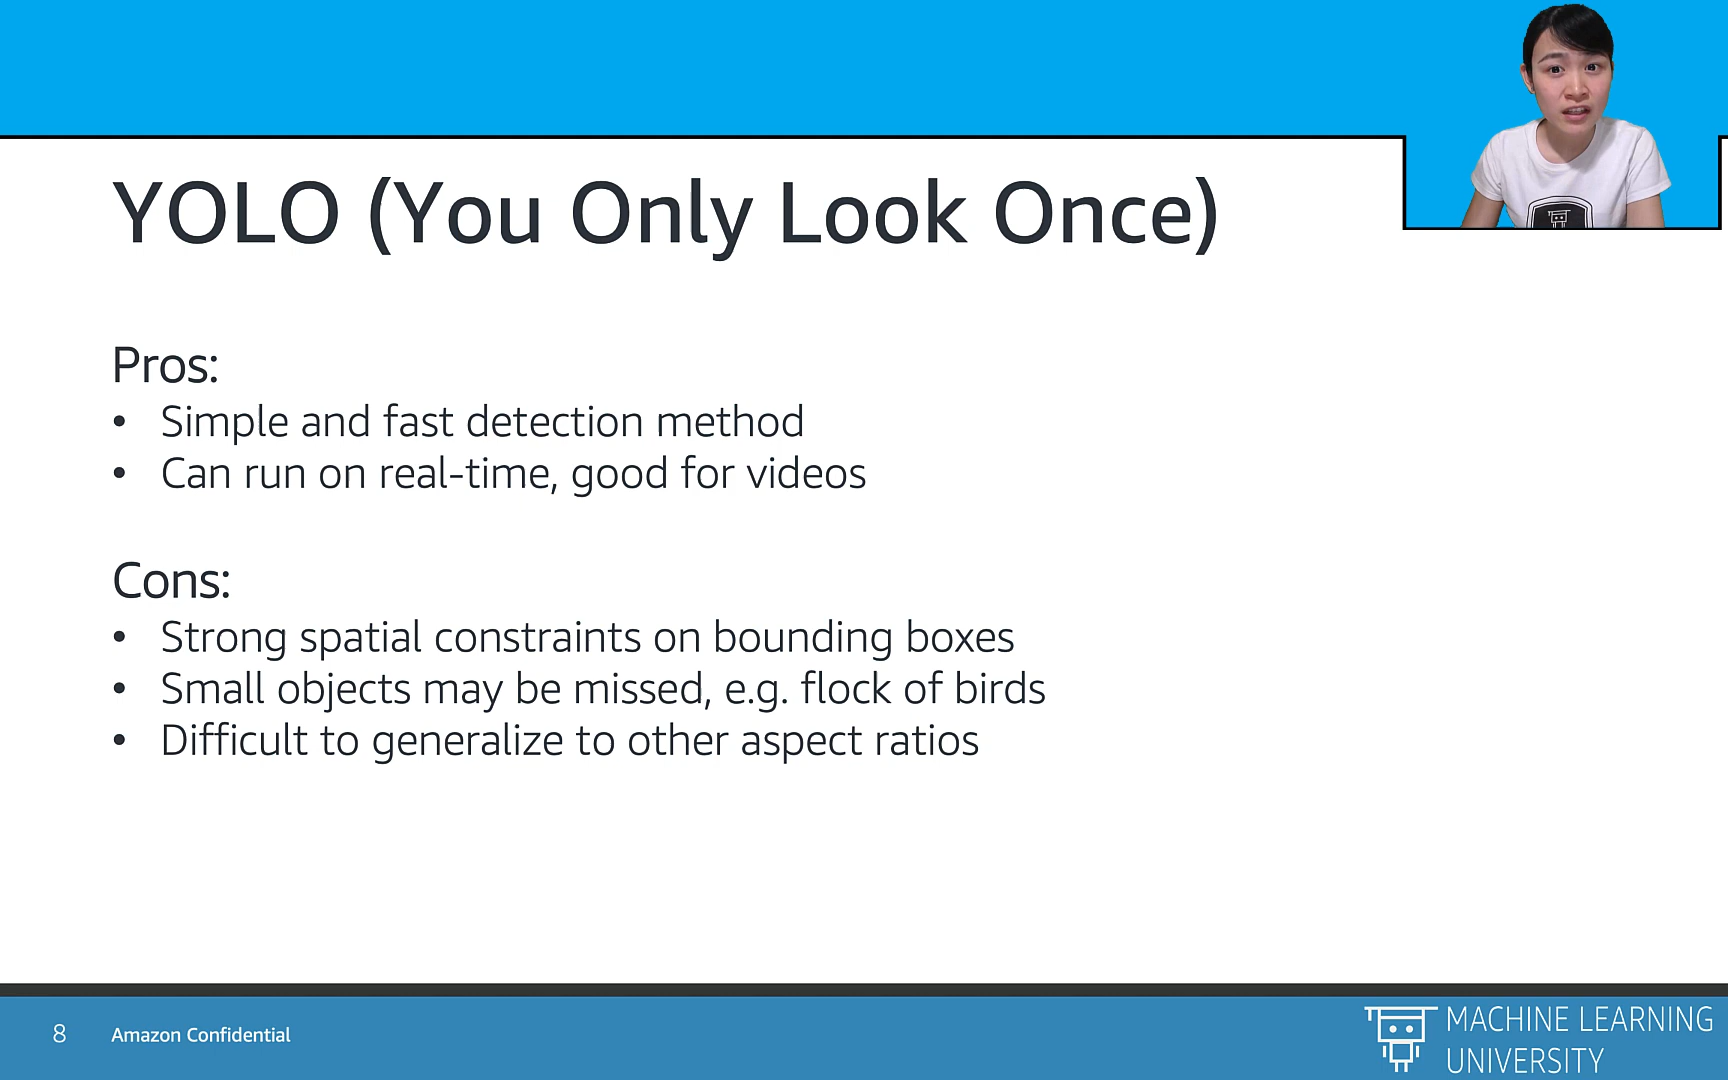 YOLO (You Only Look Once)
Pros:
• Simple and fast detection method
• Can run on real-time, good for videos
Cons:
• Strong spatial constraints on bounding boxes
• Small objects may be missed, e.g. flock of birds
• Difficult to generalize to other aspect ratios
8 Amazon Confidential
MACHINE LEARNING
UNIVERSITY